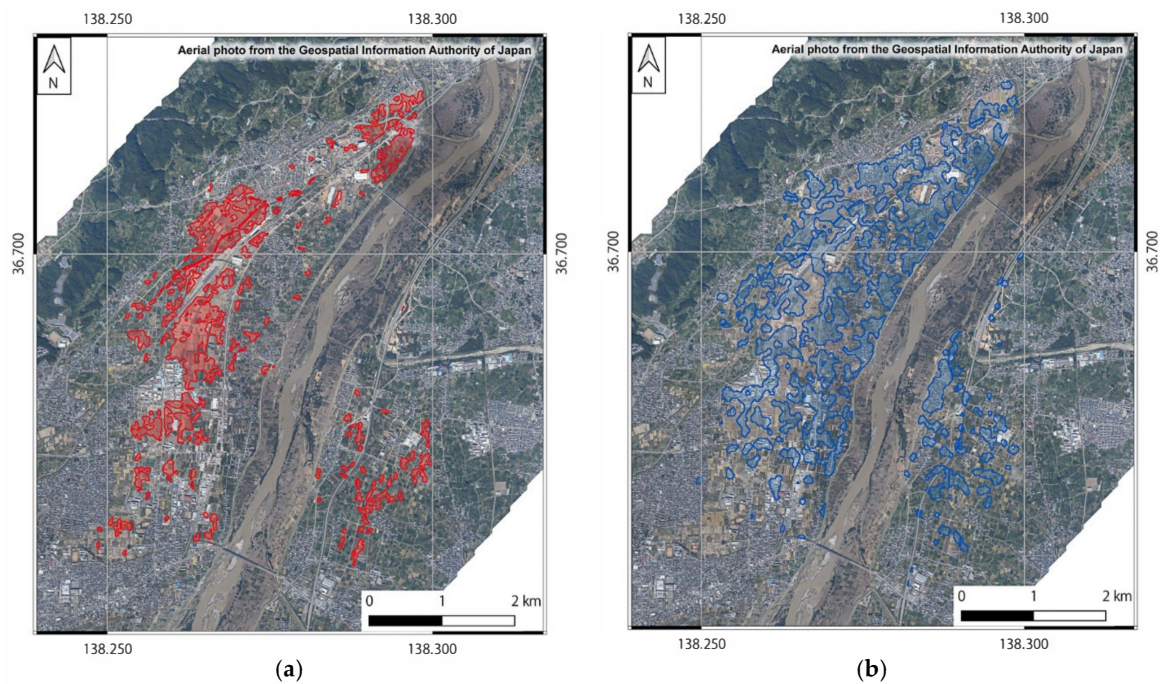 138.250 138.300 138.250 138.300
Aerial photo from the Geospatial Information Authority of Japan
Aerial photo from the Geospatial Information Authority of Japan
N
N
36.700
36.700
36.700
0 1 2 km
0 1 2 km
138.250 138.300 138.250 138.300
(a) (b)